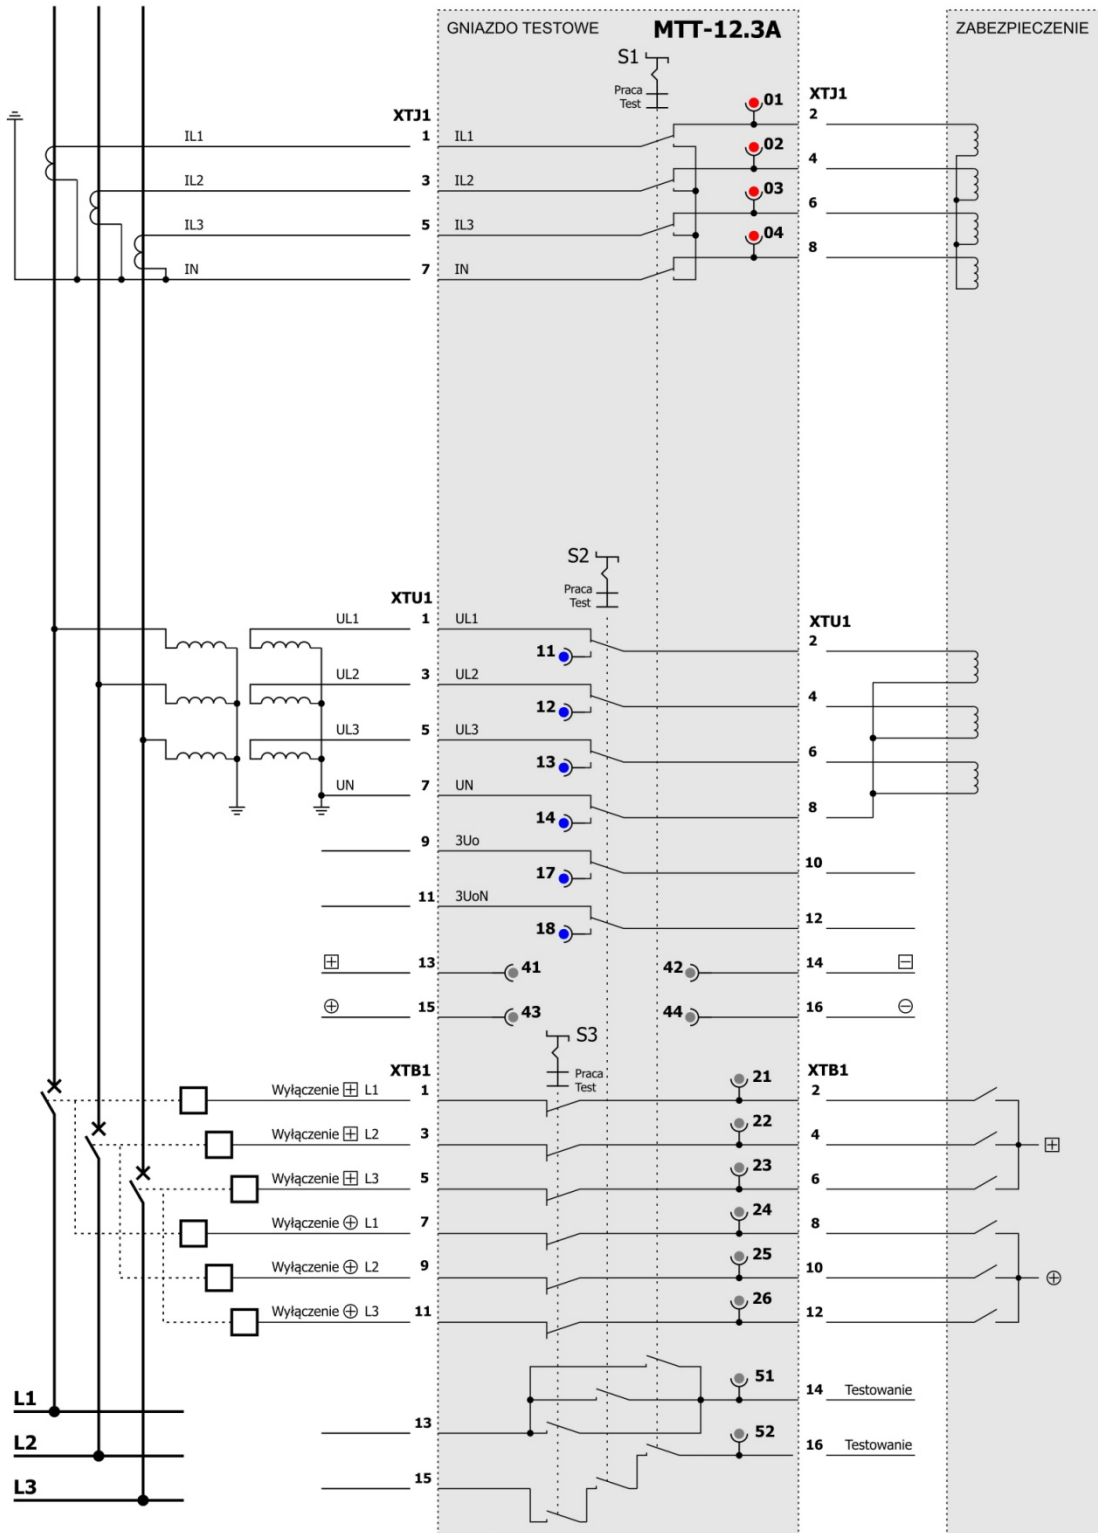 GNIAZDO TESTOWE MTT-12.3A ZABEZPIECZENIE
S1
Praca
Test
01
XTJ1 XTJ1
2
1 IL1 IL1
02
4
3 IL2 IL2
03
6
5 IL3 IL3
04
8
7 IN IN
S2
Praca
Test
XTU1 XTU1
1 UL1 UL1
2
11
3 UL2 UL2
4
12
5 UL3 UL3
6
13
7 UN UN
8
14
9 3Uo
10
17
11 3UoN
12
18
⊞ 13 41 42 14 ⊟
⊕ 15 43 44 16 ⊖
S3
Praca
Test
XTB1 XTB1
21
Wyłączenie ⊞ L1 1 2
22
Wyłączenie ⊞ L2 3 4 ⊞
23
Wyłączenie ⊞ L3 5 6
24
Wyłączenie ⊕ L1 7 8
25
Wyłączenie ⊕ L2 9 10 ⊕
26
Wyłączenie ⊕ L3 11 12
51
L1 14 Testowanie
13
52
L2 16 Testowanie
15
L3